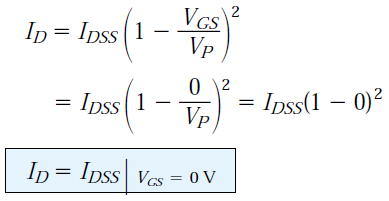 I_D = I_DSS (1 − V_GS / V_P)²
= I_DSS (1 − 0 / V_P)² = I_DSS(1 − 0)²
I_D = I_DSS | V_GS = 0 V